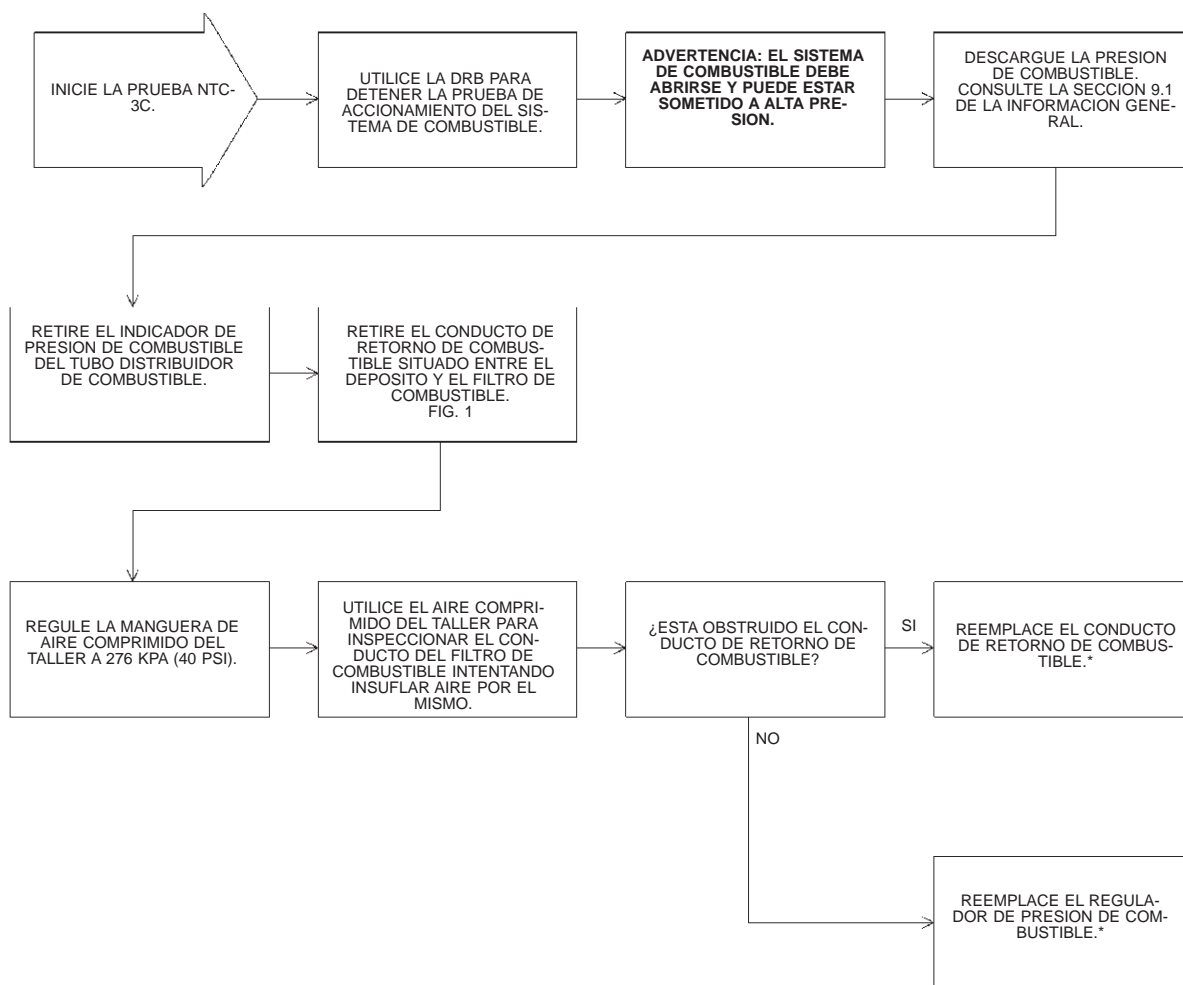 INICIE LA PRUEBA NTC-
3C.
UTILICE LA DRB PARA
DETENER LA PRUEBA DE
ACCIONAMIENTO DEL SIS-
TEMA DE COMBUSTIBLE.
ADVERTENCIA: EL SISTEMA
DE COMBUSTIBLE DEBE
ABRIRSE Y PUEDE ESTAR
SOMETIDO A ALTA PRE-
SION.
DESCARGUE LA PRESION
DE COMBUSTIBLE.
CONSULTE LA SECCION 9.1
DE LA INFORMACION GENE-
RAL.
RETIRE EL INDICADOR DE
PRESION DE COMBUSTIBLE
DEL TUBO DISTRIBUIDOR
DE COMBUSTIBLE.
RETIRE EL CONDUCTO DE
RETORNO DE COMBUS-
TIBLE SITUADO ENTRE EL
DEPOSITO Y EL FILTRO DE
COMBUSTIBLE.
FIG. 1
REGULE LA MANGUERA DE
AIRE COMPRIMIDO DEL
TALLER A 276 KPA (40 PSI).
UTILICE EL AIRE COMPRI-
MIDO DEL TALLER PARA
INSPECCIONAR EL CON-
DUCTO DEL FILTRO DE
COMBUSTIBLE INTENTANDO
INSUFLAR AIRE POR EL
MISMO.
¿ESTA OBSTRUIDO EL CON-
DUCTO DE RETORNO DE
COMBUSTIBLE?
SI
REEMPLACE EL CONDUCTO
DE RETORNO DE COMBUS-
TIBLE.*
NO
REEMPLACE EL REGULA-
DOR DE PRESION DE COM-
BUSTIBLE.*